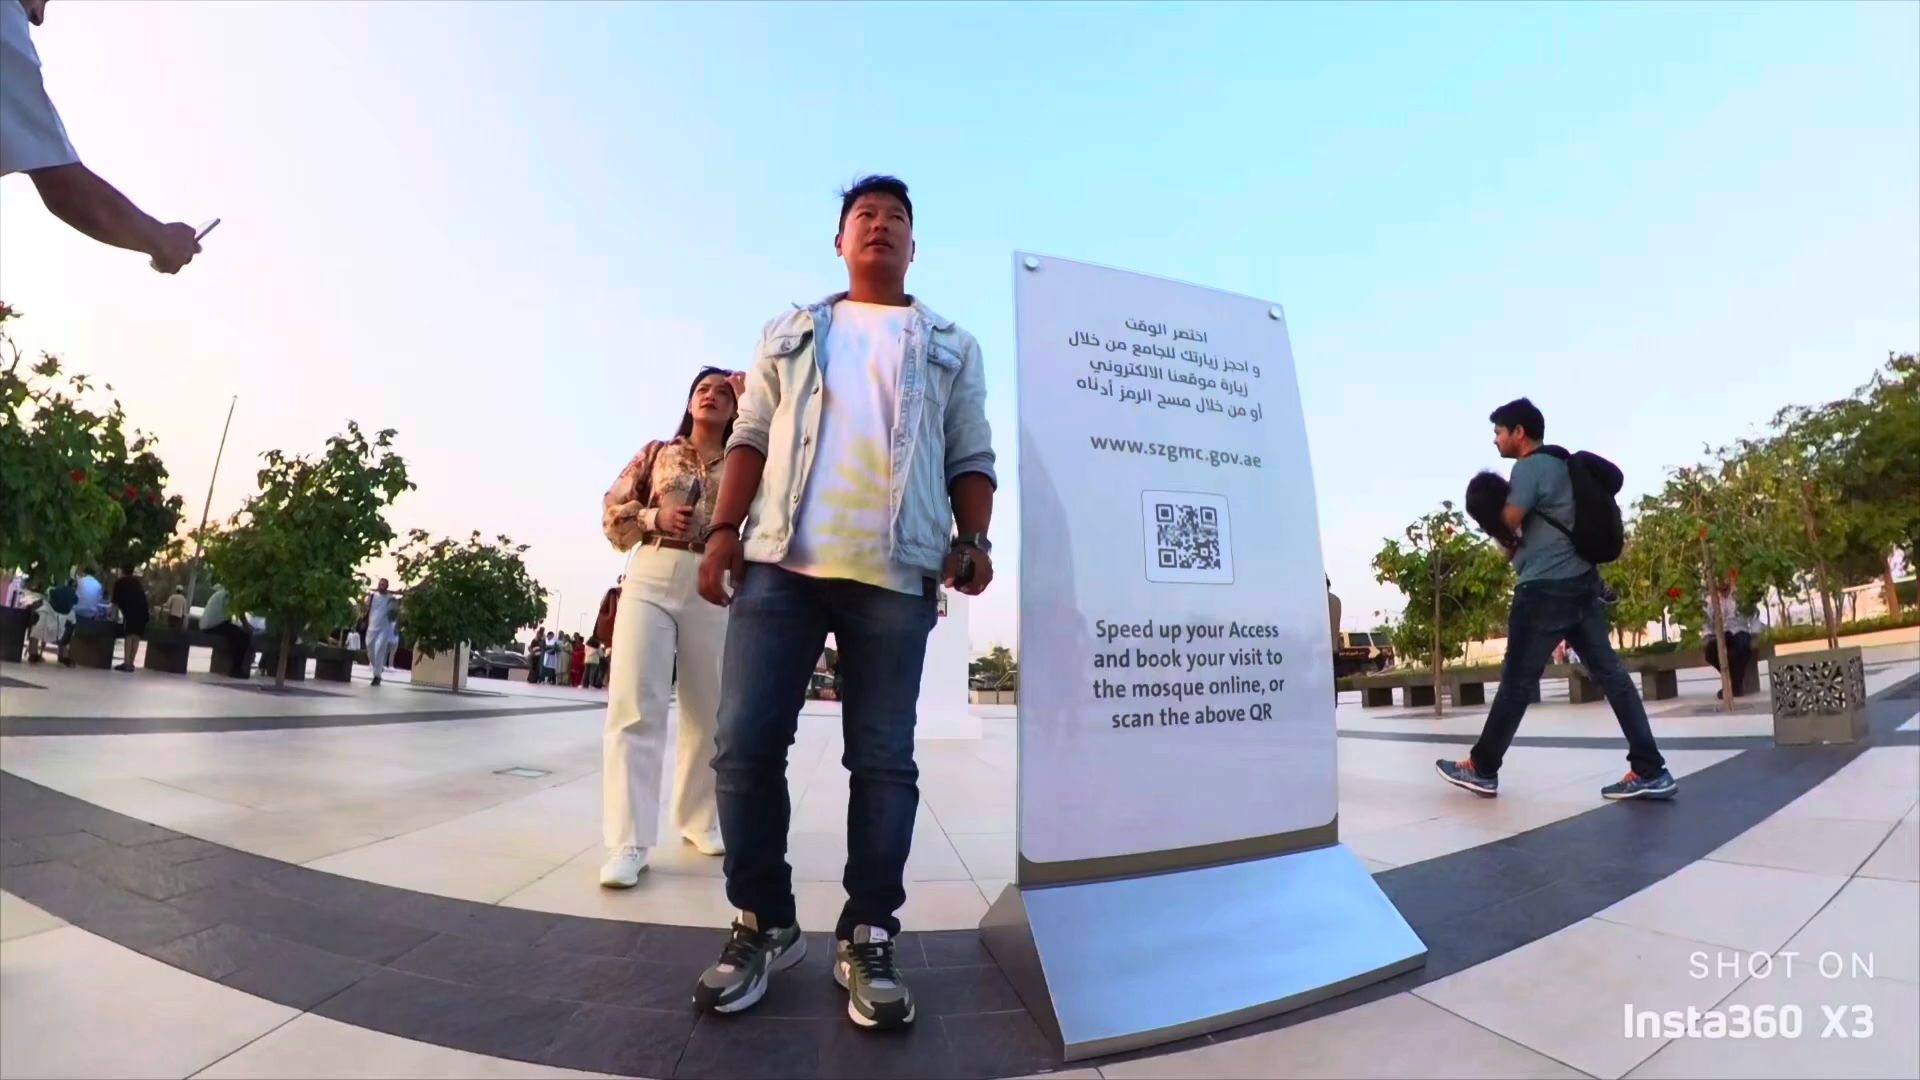 اختصر الوقت
و احجز زيارتك للجامع من خلال
زيارة موقعنا الالكتروني
أو من خلال مسح الرمز أدناه
www.szgmc.gov.ae
Speed up your Access
and book your visit to
the mosque online, or
scan the above QR
SHOT ON
Insta360 X3